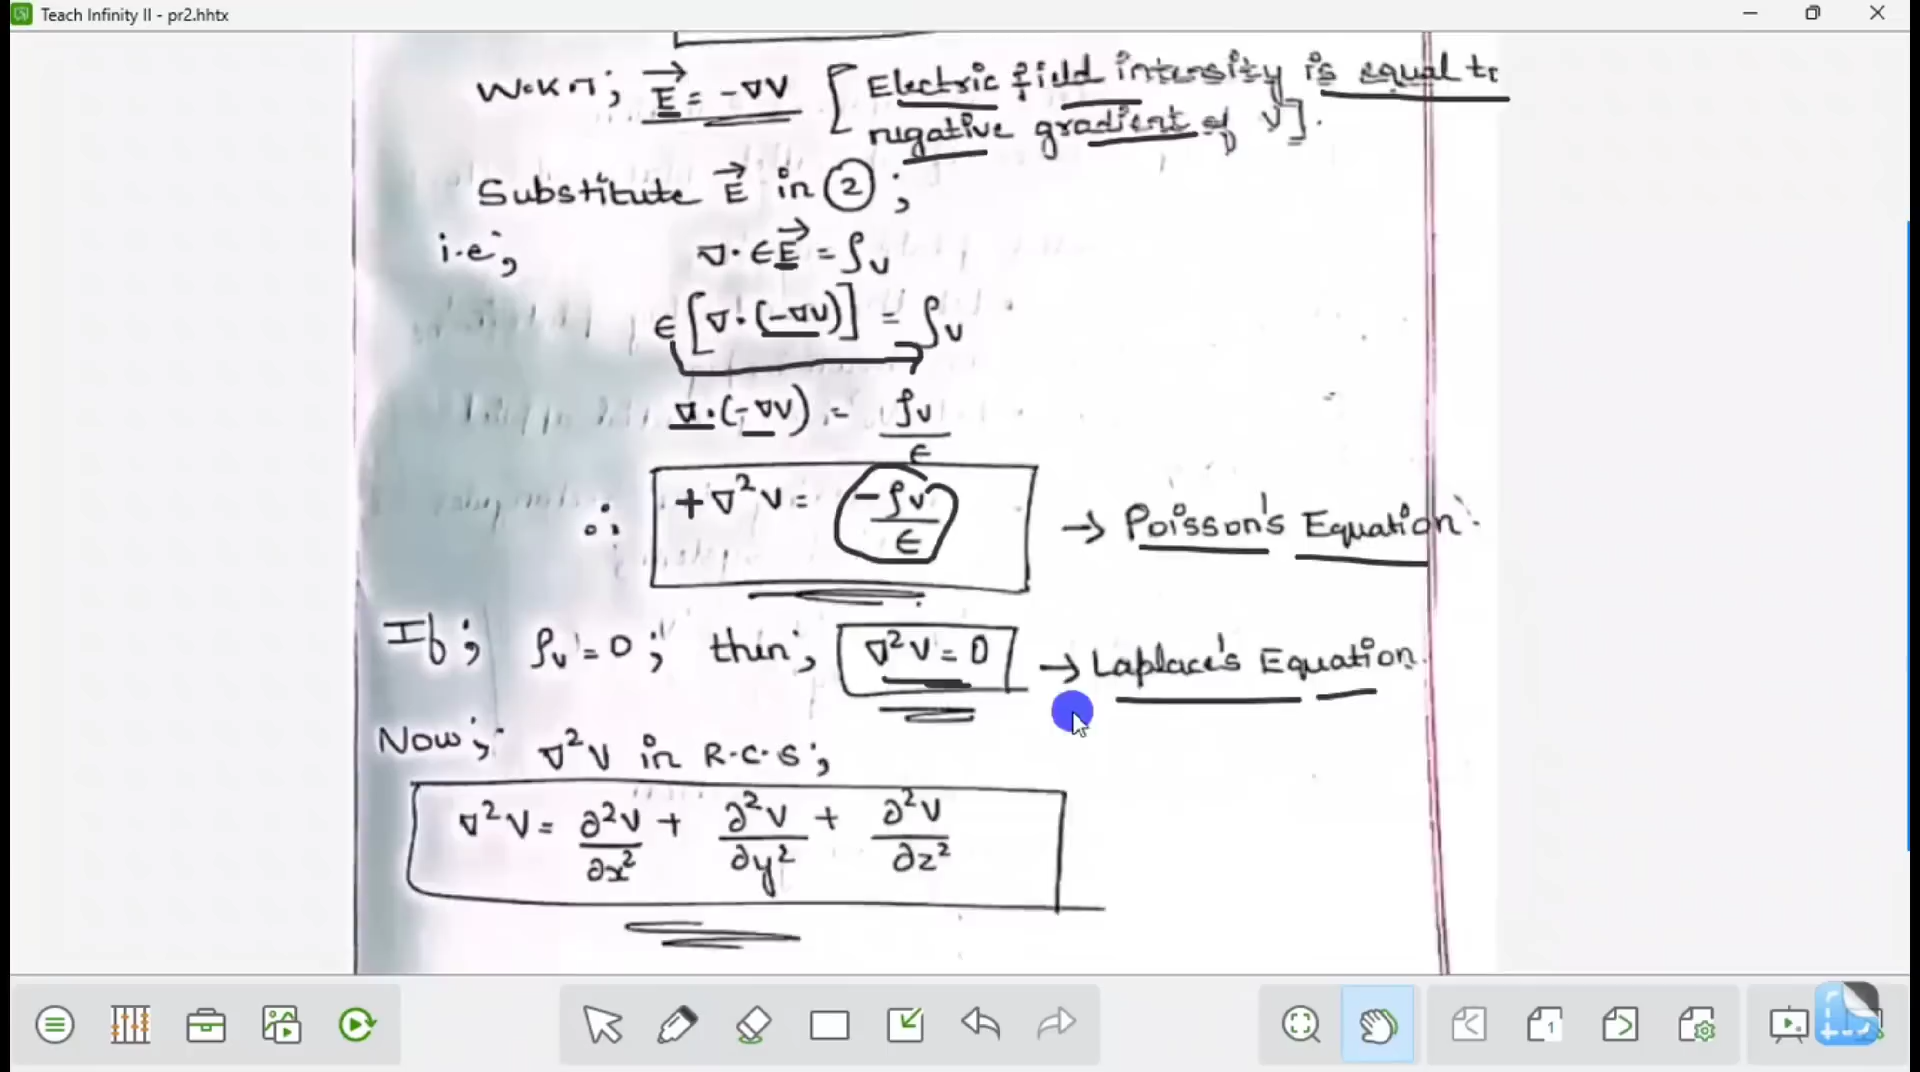 Teach Infinity II - pr2.hhtx
W.K.T; E⃗ = -∇V [Electric field intensity is equal to
negative gradient of V].
Substitute E⃗ in ②;
i.e; ∇·ϵE⃗ = ρv
ϵ[∇·(-∇V)] = ρv
∇·(-∇V) = ρv/ϵ
∴ +∇²V = -ρv/ϵ → Poisson's Equation.
If; ρv = 0; then; ∇²V = 0 → Laplace's Equation.
Now; ∇²V in R.C.S;
∇²V = ∂²V/∂x² + ∂²V/∂y² + ∂²V/∂z²
1